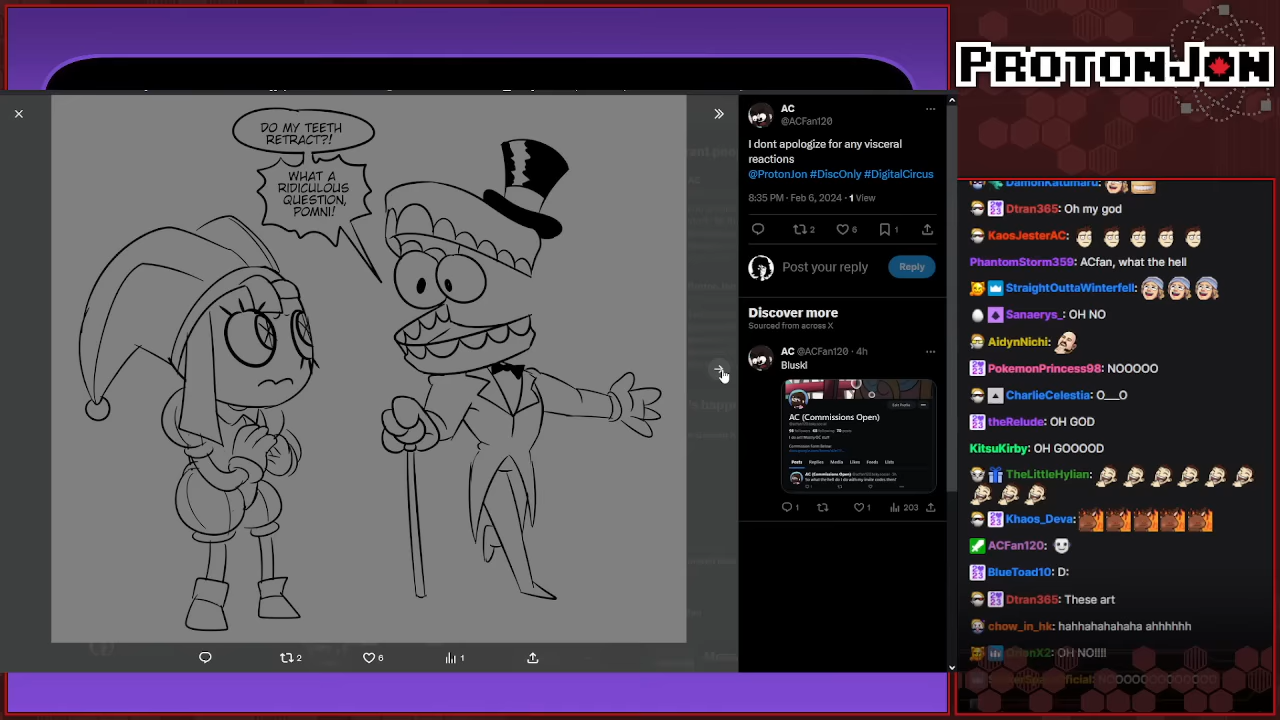 PROTONJON
DO MY TEETH
RETRACT?!
WHAT A
RIDICULOUS
QUESTION,
POMNI!
AC
@ACFan120
I dont apologize for any visceral
reactions
@ProtonJon #DiscOnly #DigitalCircus
8:35 PM · Feb 6, 2024 · 1 View
2
6
1
Post your reply
Reply
Discover more
Sourced from across X
AC @ACFan120 · 4h
Bluskl
AC (Commissions Open)
1
1
203
2
6
1
DamonKatumaru:
Dtran365: Oh my god
KaosJesterAC:
PhantomStorm359: ACfan, what the hell
StraightOuttaWinterfell:
Sanaerys_: OH NO
AidynNichi:
PokemonPrincess98: NOOOOO
CharlieCelestia: O__O
theRelude: OH GOD
KitsuKirby: OH GOOOOD
TheLittleHylian:
Khaos_Deva:
ACFan120:
BlueToad10: D:
Dtran365: These art
chow_in_hk: hahhahahahaha ahhhhhh
OrionX2: OH NO!!!!